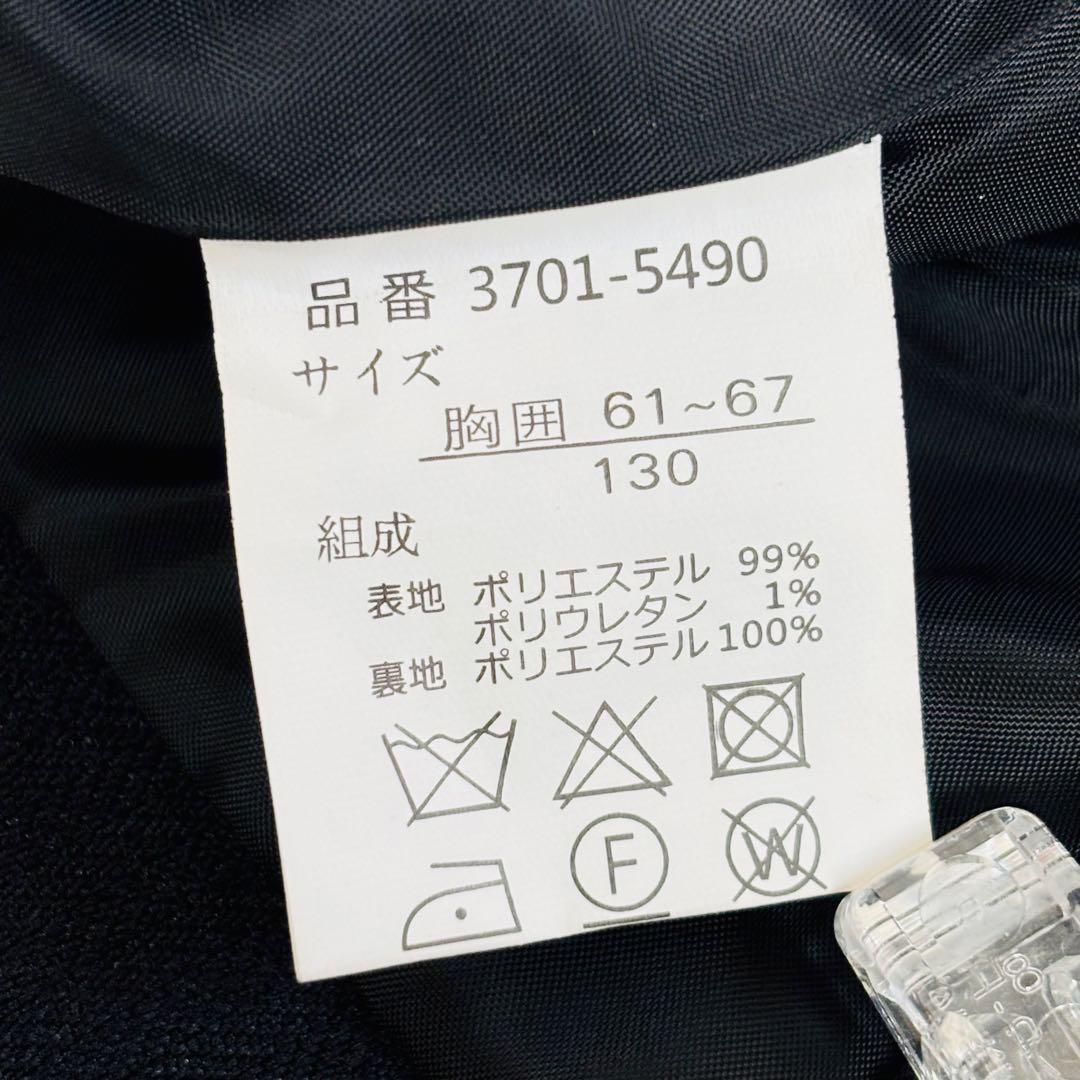 品番 3701-5490
サイズ
胸囲 61~67
130
組成
表地 ポリエステル 99%
ポリウレタン 1%
裏地 ポリエステル 100%
F
W